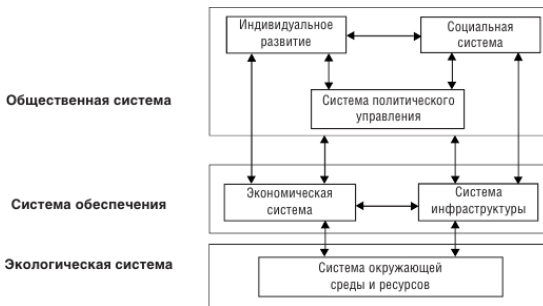 Индивидуальное
развитие
Социальная
система
Общественная система
Система политического
управления
Система обеспечения
Экономическая
система
Система
инфраструктуры
Экологическая система
Система окружающей
среды и ресурсов